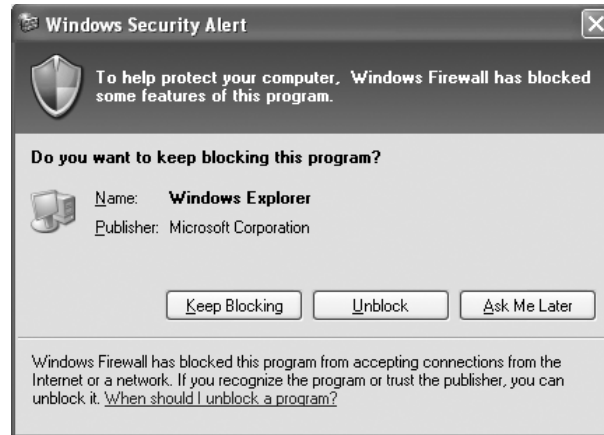 Windows Security Alert
To help protect your computer, Windows Firewall has blocked
some features of this program.
Do you want to keep blocking this program?
Name: Windows Explorer
Publisher: Microsoft Corporation
Keep Blocking Unblock Ask Me Later
Windows Firewall has blocked this program from accepting connections from the
Internet or a network. If you recognize the program or trust the publisher, you can
unblock it. When should I unblock a program?